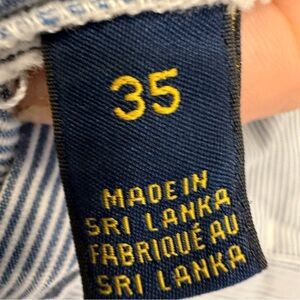 35
MADE IN
SRI LANKA
FABRIQUÉ AU
SRI LANKA